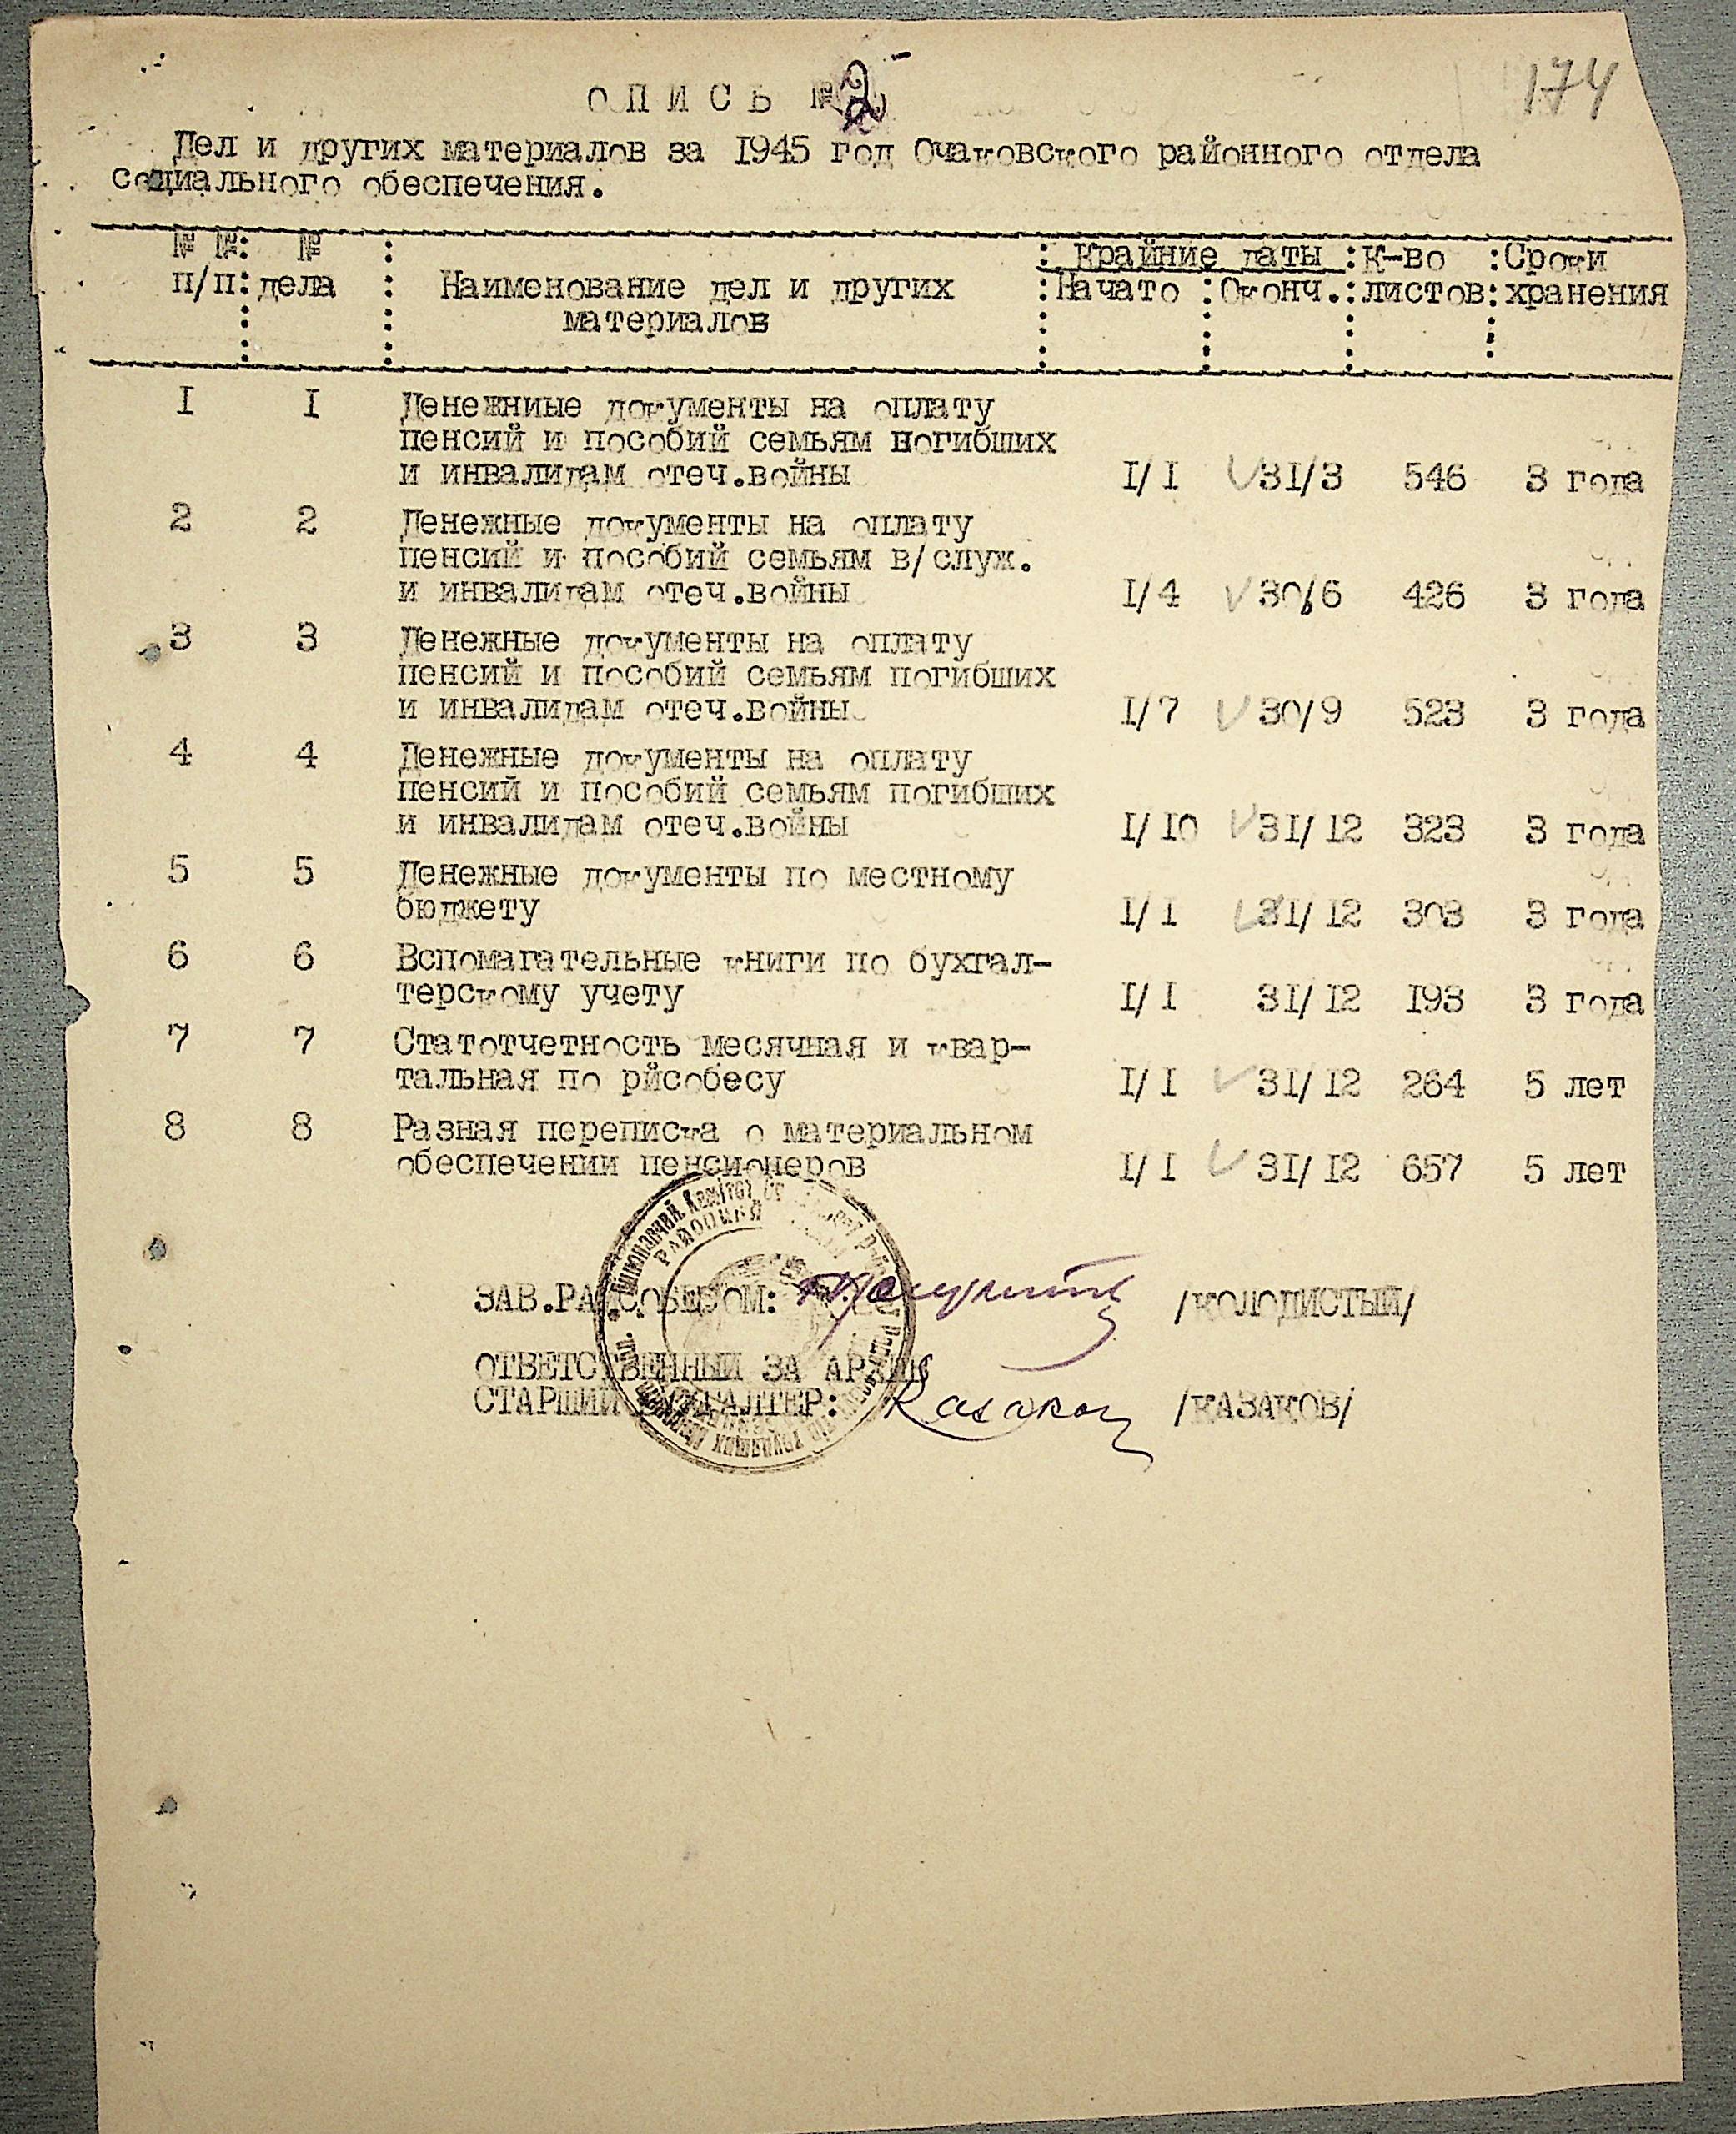 174
О П И С Ь № 2
Дел и других материалов за 1945 год Очаковского районного отдела
социального обеспечения.
№ №: № : : Крайние даты :К-во :Сроки
п/п: дела : Наименование дел и других :Начато :Оконч.:листов:хранения
материалов
I I Денежниые документы на оплату
пенсий и пособий семьям погибших
и инвалидам отеч.войны I/I 31/3 546 3 года
2 2 Денежные документы на оплату
пенсий и пособий семьям в/служ.
и инвалидам отеч.войны I/4 30/6 426 3 года
3 3 Денежные документы на оплату
пенсий и пособий семьям погибших
и инвалидам отеч.войны I/7 30/9 523 3 года
4 4 Денежные документы на оплату
пенсий и пособий семьям погибших
и инвалидам отеч.войны I/10 31/12 323 3 года
5 5 Денежные документы по местному
бюджету I/I 31/12 303 3 года
6 6 Вспомагательные книги по бухгал-
терскому учету I/I 31/12 193 3 года
7 7 Статотчетность месячная и квар-
тальная по рйсобесу I/I 31/12 264 5 лет
8 8 Разная переписка о материальном
обеспечении пенсионеров I/I 31/12 657 5 лет
ЗАВ.РАЙСОБЕСОМ: /КОЛОДИСТЫЙ/
ОТВЕТСТВЕННЫЙ ЗА АРХИВ
СТАРШИЙ БУХГАЛТЕР: Казаков /КАЗАКОВ/